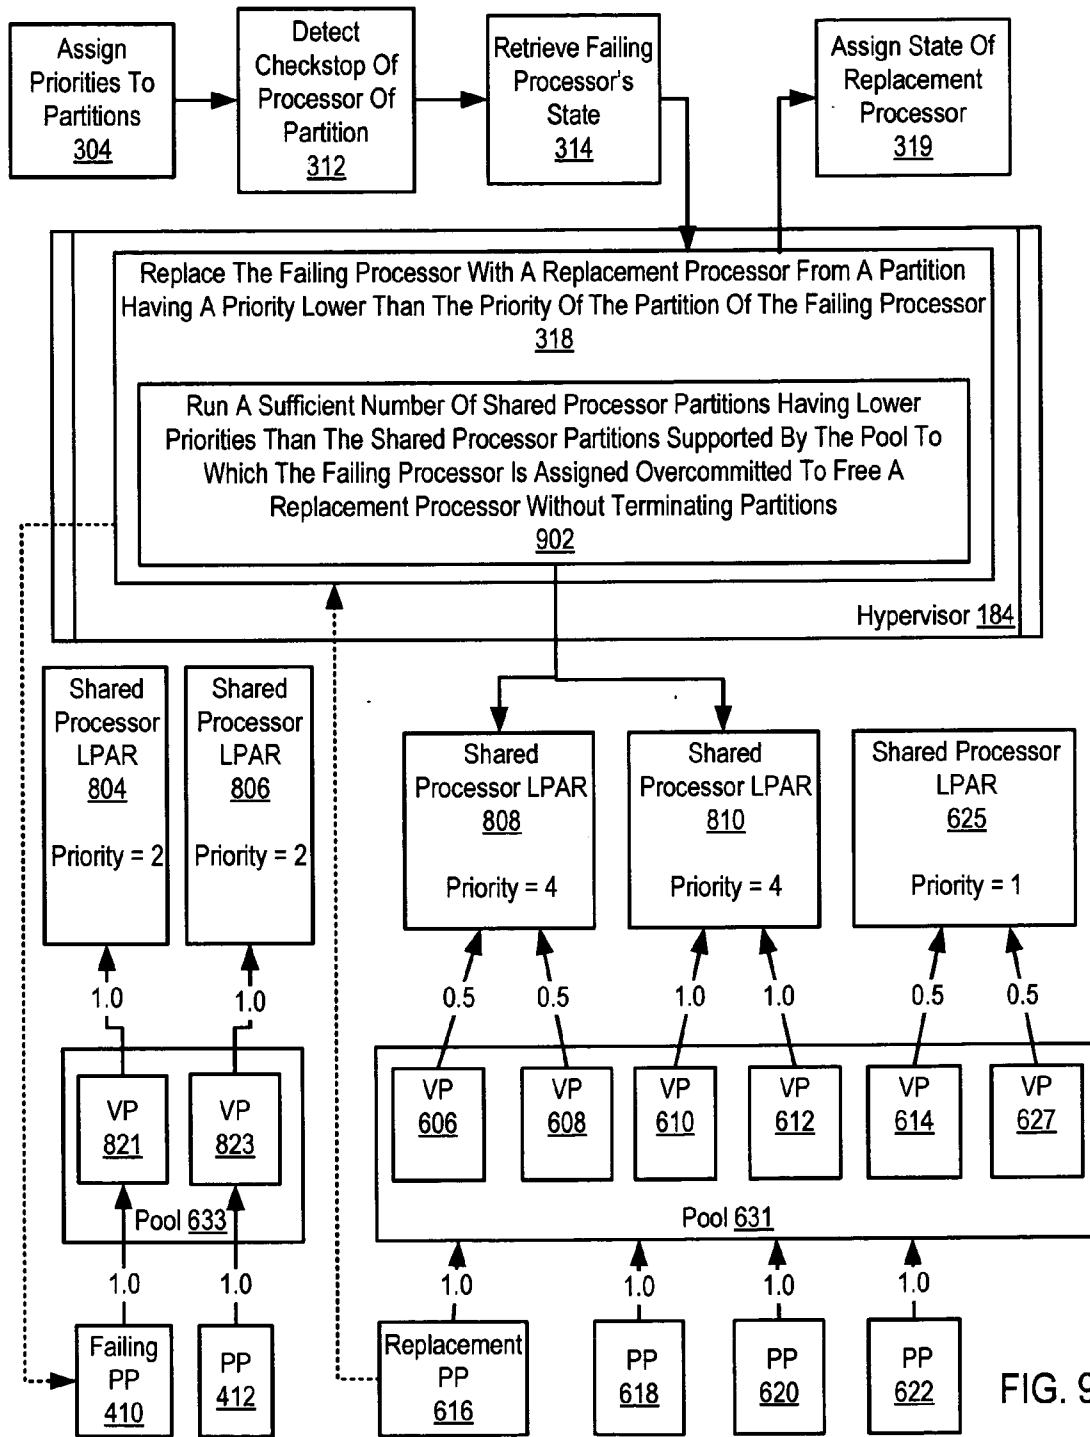 Assign
Priorities To
Partitions
304
Detect
Checkstop Of
Processor Of
Partition
312
Retrieve Failing
Processor's
State
314
Assign State Of
Replacement
Processor
319
Replace The Failing Processor With A Replacement Processor From A Partition
Having A Priority Lower Than The Priority Of The Partition Of The Failing Processor
318
Run A Sufficient Number Of Shared Processor Partitions Having Lower
Priorities Than The Shared Processor Partitions Supported By The Pool To
Which The Failing Processor Is Assigned Overcommitted To Free A
Replacement Processor Without Terminating Partitions
902
Hypervisor 184
Shared
Processor
LPAR
804
Priority = 2
Shared
Processor
LPAR
806
Priority = 2
Shared
Processor LPAR
808
Priority = 4
Shared
Processor LPAR
810
Priority = 4
Shared Processor
LPAR
625
Priority = 1
1.0
1.0
0.5
0.5
1.0
1.0
0.5
0.5
VP
821
VP
823
Pool 633
VP
606
VP
608
VP
610
VP
612
VP
614
VP
627
Pool 631
1.0
1.0
1.0
1.0
1.0
1.0
Failing
PP
410
PP
412
Replacement
PP
616
PP
618
PP
620
PP
622
FIG. 9